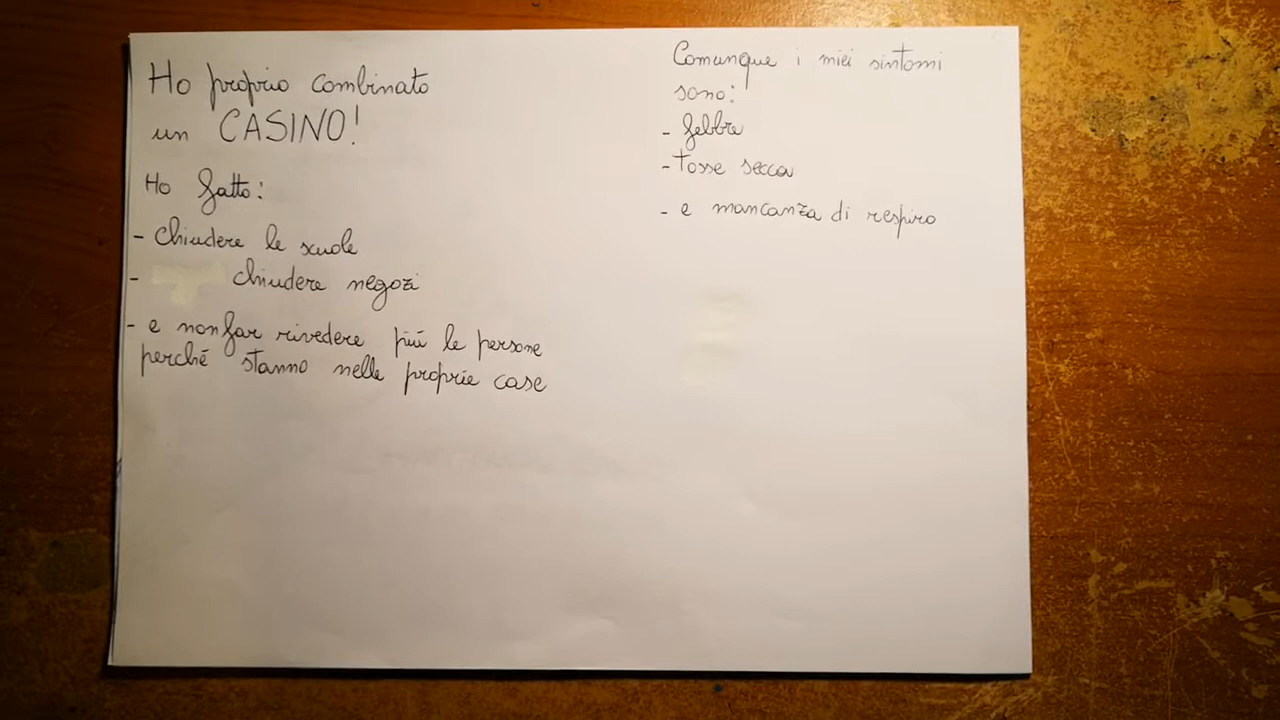 Ho proprio combinato
un CASINO!
Ho fatto:
- chiudere le scuole
- chiudere negozi
- e non far rivedere più le persone
perché stanno nelle proprie case
Comunque i miei sintomi
sono:
- febbre
- tosse secca
- e mancanza di respiro